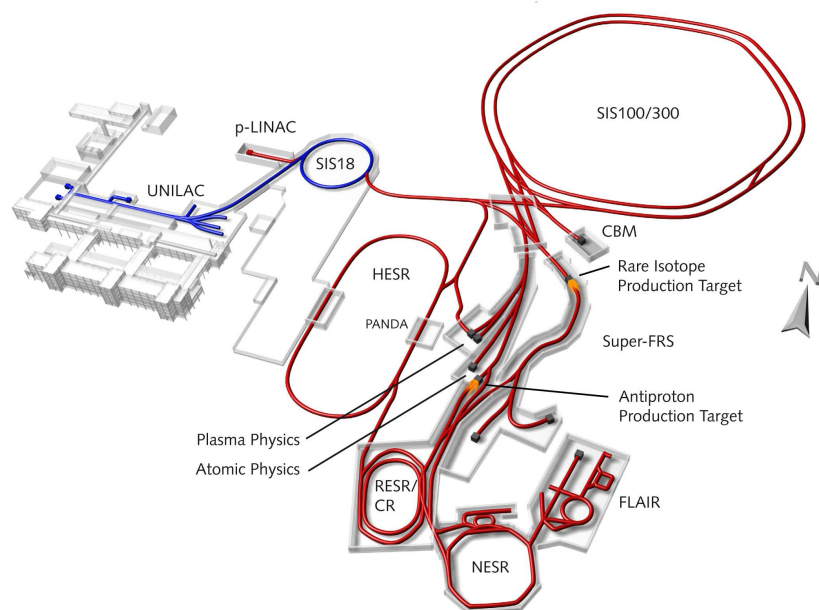 SIS100/300
p-LINAC
SIS18
UNILAC
CBM
HESR
Rare Isotope
Production Target
N
PANDA
Super-FRS
Antiproton
Production Target
Plasma Physics
Atomic Physics
RESR/
CR
FLAIR
NESR